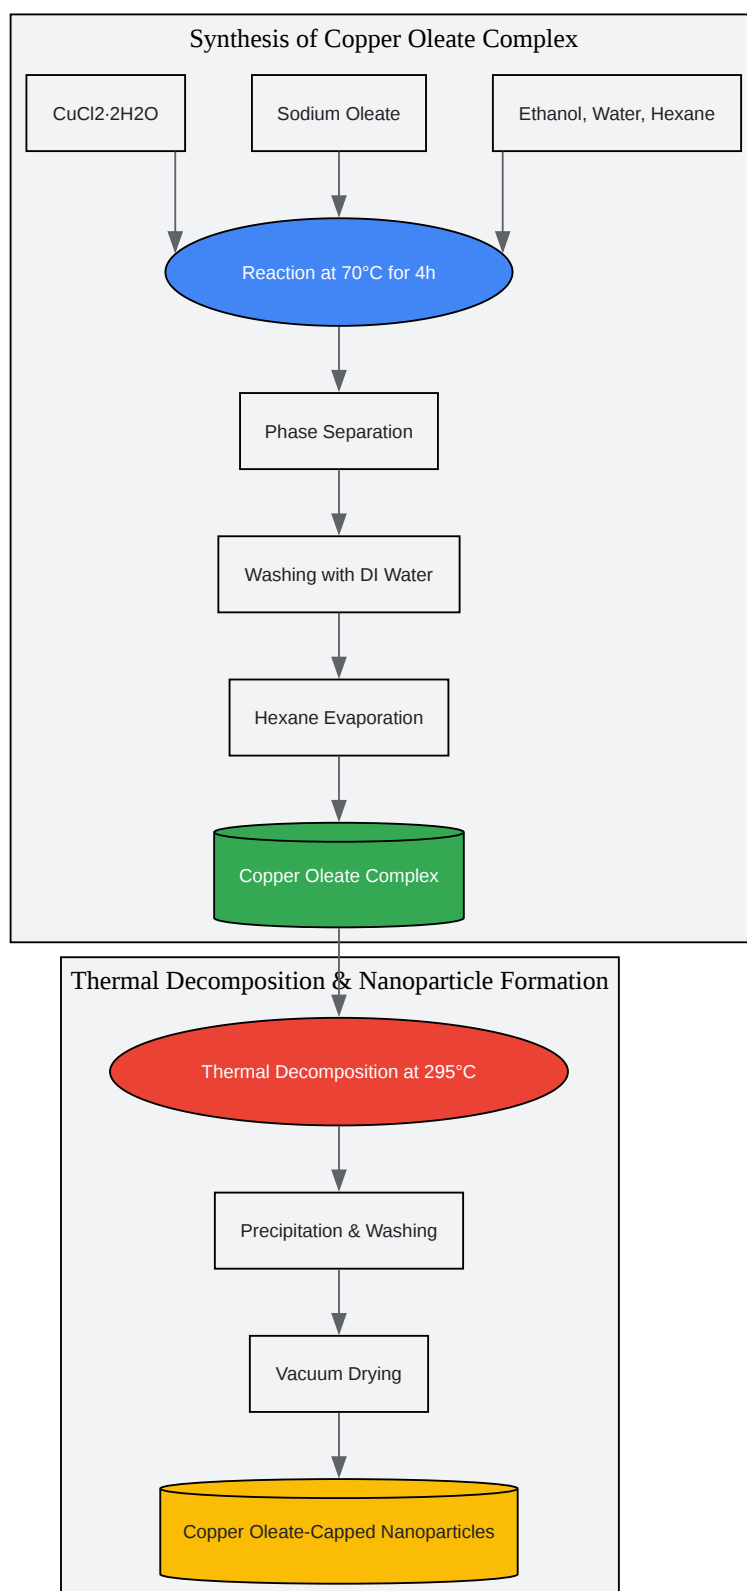 Synthesis of Copper Oleate Complex
CuCl2·2H2O
Sodium Oleate
Ethanol, Water, Hexane
Reaction at 70°C for 4h
Phase Separation
Washing with DI Water
Hexane Evaporation
Copper Oleate Complex
Thermal Decomposition & Nanoparticle Formation
Thermal Decomposition at 295°C
Precipitation & Washing
Vacuum Drying
Copper Oleate-Capped Nanoparticles